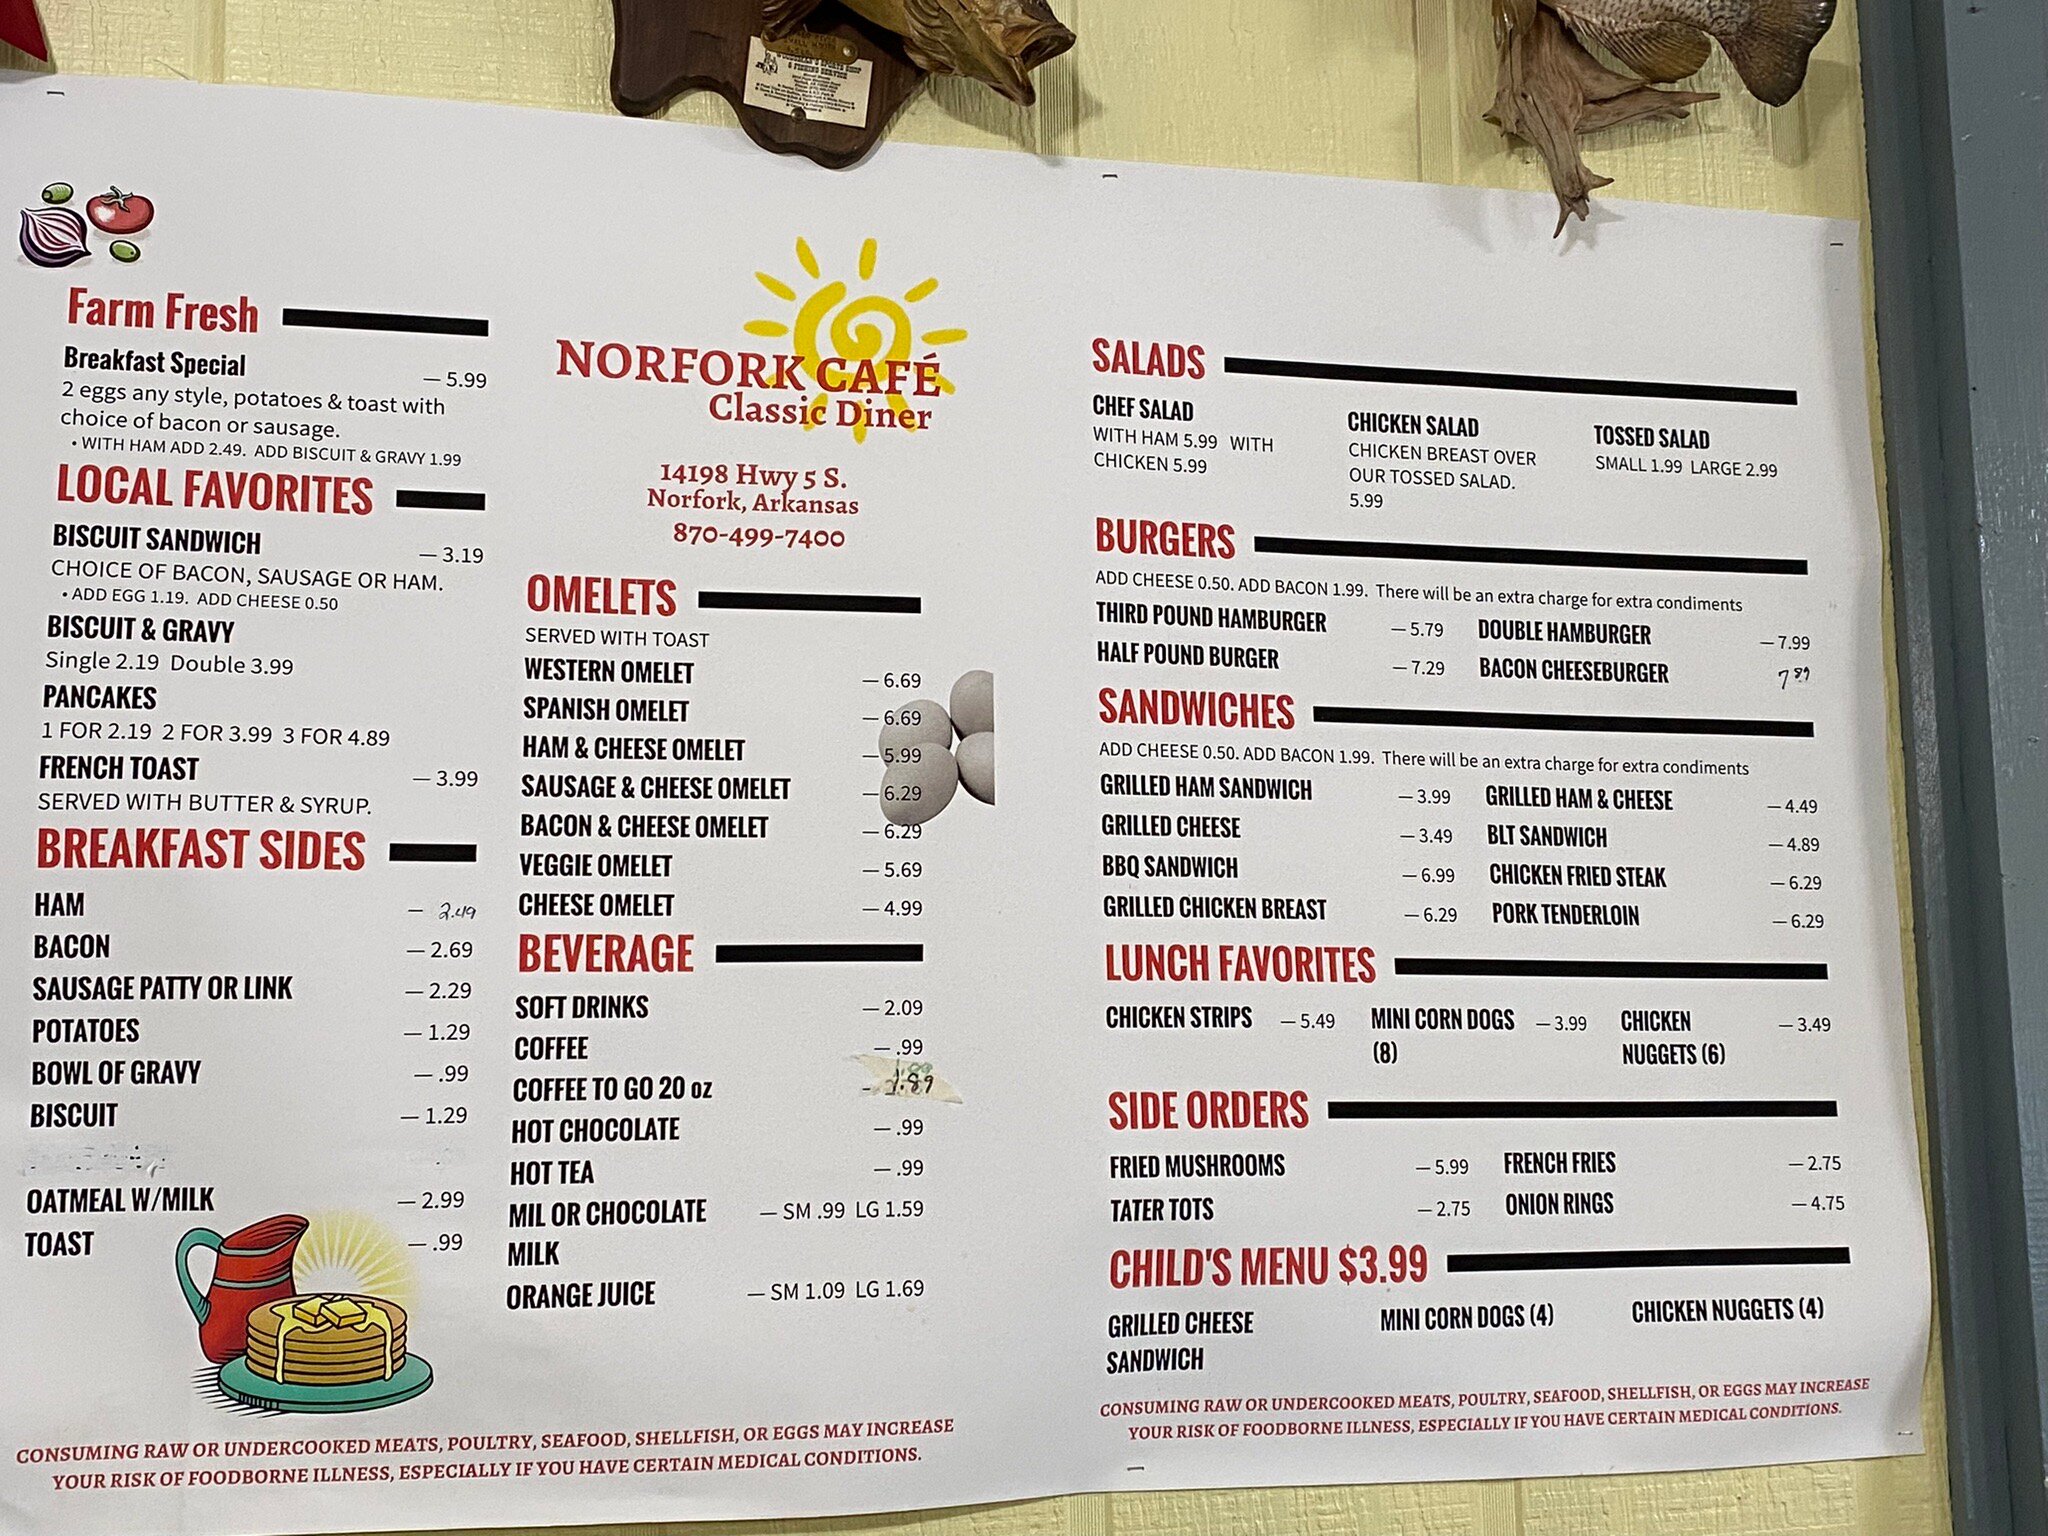 & FISHING SERVICE
Farm Fresh
Breakfast Special — 5.99
2 eggs any style, potatoes & toast with
choice of bacon or sausage.
• WITH HAM ADD 2.49. ADD BISCUIT & GRAVY 1.99
LOCAL FAVORITES
BISCUIT SANDWICH — 3.19
CHOICE OF BACON, SAUSAGE OR HAM.
• ADD EGG 1.19. ADD CHEESE 0.50
BISCUIT & GRAVY
Single 2.19 Double 3.99
PANCAKES
1 FOR 2.19 2 FOR 3.99 3 FOR 4.89
FRENCH TOAST — 3.99
SERVED WITH BUTTER & SYRUP.
BREAKFAST SIDES
HAM — 2.49
BACON — 2.69
SAUSAGE PATTY OR LINK — 2.29
POTATOES — 1.29
BOWL OF GRAVY — .99
BISCUIT — 1.29
OATMEAL W/MILK — 2.99
TOAST — .99
NORFORK CAFÉ
Classic Diner
14198 Hwy 5 S.
Norfork, Arkansas
870-499-7400
OMELETS
SERVED WITH TOAST
WESTERN OMELET — 6.69
SPANISH OMELET — 6.69
HAM & CHEESE OMELET — 5.99
SAUSAGE & CHEESE OMELET — 6.29
BACON & CHEESE OMELET — 6.29
VEGGIE OMELET — 5.69
CHEESE OMELET — 4.99
BEVERAGE
SOFT DRINKS — 2.09
COFFEE — .99
COFFEE TO GO 20 oz — 1.89
HOT CHOCOLATE — .99
HOT TEA — .99
MIL OR CHOCOLATE — SM .99 LG 1.59
MILK
ORANGE JUICE — SM 1.09 LG 1.69
CONSUMING RAW OR UNDERCOOKED MEATS, POULTRY, SEAFOOD, SHELLFISH, OR EGGS MAY INCREASE
YOUR RISK OF FOODBORNE ILLNESS, ESPECIALLY IF YOU HAVE CERTAIN MEDICAL CONDITIONS.
SALADS
CHEF SALAD
WITH HAM 5.99 WITH
CHICKEN 5.99
CHICKEN SALAD
CHICKEN BREAST OVER
OUR TOSSED SALAD.
5.99
TOSSED SALAD
SMALL 1.99 LARGE 2.99
BURGERS
ADD CHEESE 0.50. ADD BACON 1.99. There will be an extra charge for extra condiments
THIRD POUND HAMBURGER — 5.79 DOUBLE HAMBURGER — 7.99
HALF POUND BURGER — 7.29 BACON CHEESEBURGER 7 89
SANDWICHES
ADD CHEESE 0.50. ADD BACON 1.99. There will be an extra charge for extra condiments
GRILLED HAM SANDWICH — 3.99 GRILLED HAM & CHEESE — 4.49
GRILLED CHEESE — 3.49 BLT SANDWICH — 4.89
BBQ SANDWICH — 6.99 CHICKEN FRIED STEAK — 6.29
GRILLED CHICKEN BREAST — 6.29 PORK TENDERLOIN — 6.29
LUNCH FAVORITES
CHICKEN STRIPS — 5.49 MINI CORN DOGS — 3.99 CHICKEN — 3.49
(8) NUGGETS (6)
SIDE ORDERS
FRIED MUSHROOMS — 5.99 FRENCH FRIES — 2.75
TATER TOTS — 2.75 ONION RINGS — 4.75
CHILD'S MENU $3.99
GRILLED CHEESE MINI CORN DOGS (4) CHICKEN NUGGETS (4)
SANDWICH
CONSUMING RAW OR UNDERCOOKED MEATS, POULTRY, SEAFOOD, SHELLFISH, OR EGGS MAY INCREASE
YOUR RISK OF FOODBORNE ILLNESS, ESPECIALLY IF YOU HAVE CERTAIN MEDICAL CONDITIONS.